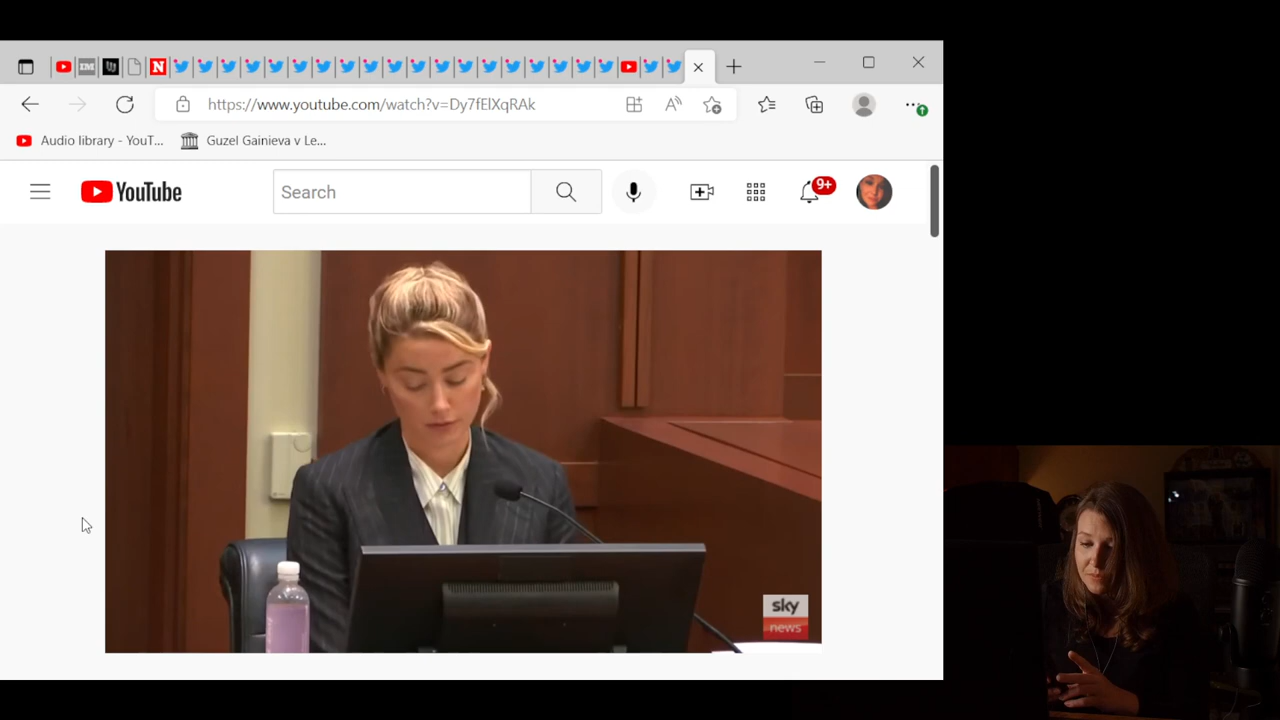 https://www.youtube.com/watch?v=Dy7fElXqRAk
Audio library - YouT...
Guzel Gainieva v Le...
YouTube
Search
9+
sky
news